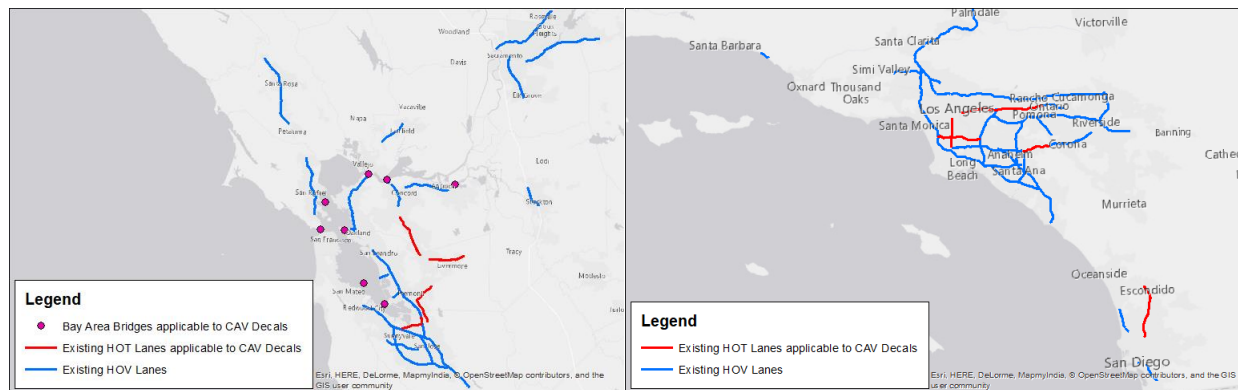 Roseville
Citrus
Heights
Woodland
Sacramento
Davis
Elk Grove
Santa Rosa
Vacaville
Napa
Fairfield
Petaluma
Lodi
Vallejo
San Rafael
Concord
Antioch
Stockton
San Francisco
Oakland
San Leandro
Tracy
Livermore
Modesto
San Mateo
Fremont
Redwood City
Sunnyvale
San Jose
Legend
Bay Area Bridges applicable to CAV Decals
Existing HOT Lanes applicable to CAV Decals
Existing HOV Lanes
Esri, HERE, DeLorme, MapmyIndia, © OpenStreetMap contributors, and the
GIS user community
Palmdale
Victorville
Santa Clarita
Santa Barbara
Simi Valley
Oxnard Thousand
Oaks
Rancho Cucamonga
Los Angeles
Ontario
Pomona
Santa Monica
Riverside
Banning
Corona
Anaheim
Long
Beach
Santa Ana
Cathe
Murrieta
Oceanside
Escondido
San Diego
Legend
Existing HOT Lanes applicable to CAV Decals
Existing HOV Lanes
Esri, HERE, DeLorme, MapmyIndia, © OpenStreetMap contributors, and the GIS
user community